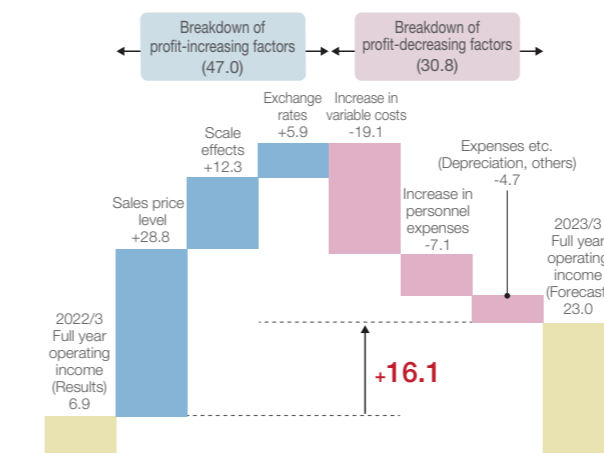 Breakdown of
profit-increasing factors
(47.0)
Breakdown of
profit-decreasing factors
(30.8)
Exchange
rates
+5.9
Increase in
variable costs
-19.1
Scale
effects
+12.3
Expenses etc.
(Depreciation, others)
-4.7
Sales price
level
+28.8
Increase in
personnel
expenses
-7.1
2023/3
Full year
operating
income
(Forecast
23.0
2022/3
Full year
operating
income
(Results)
6.9
+16.1